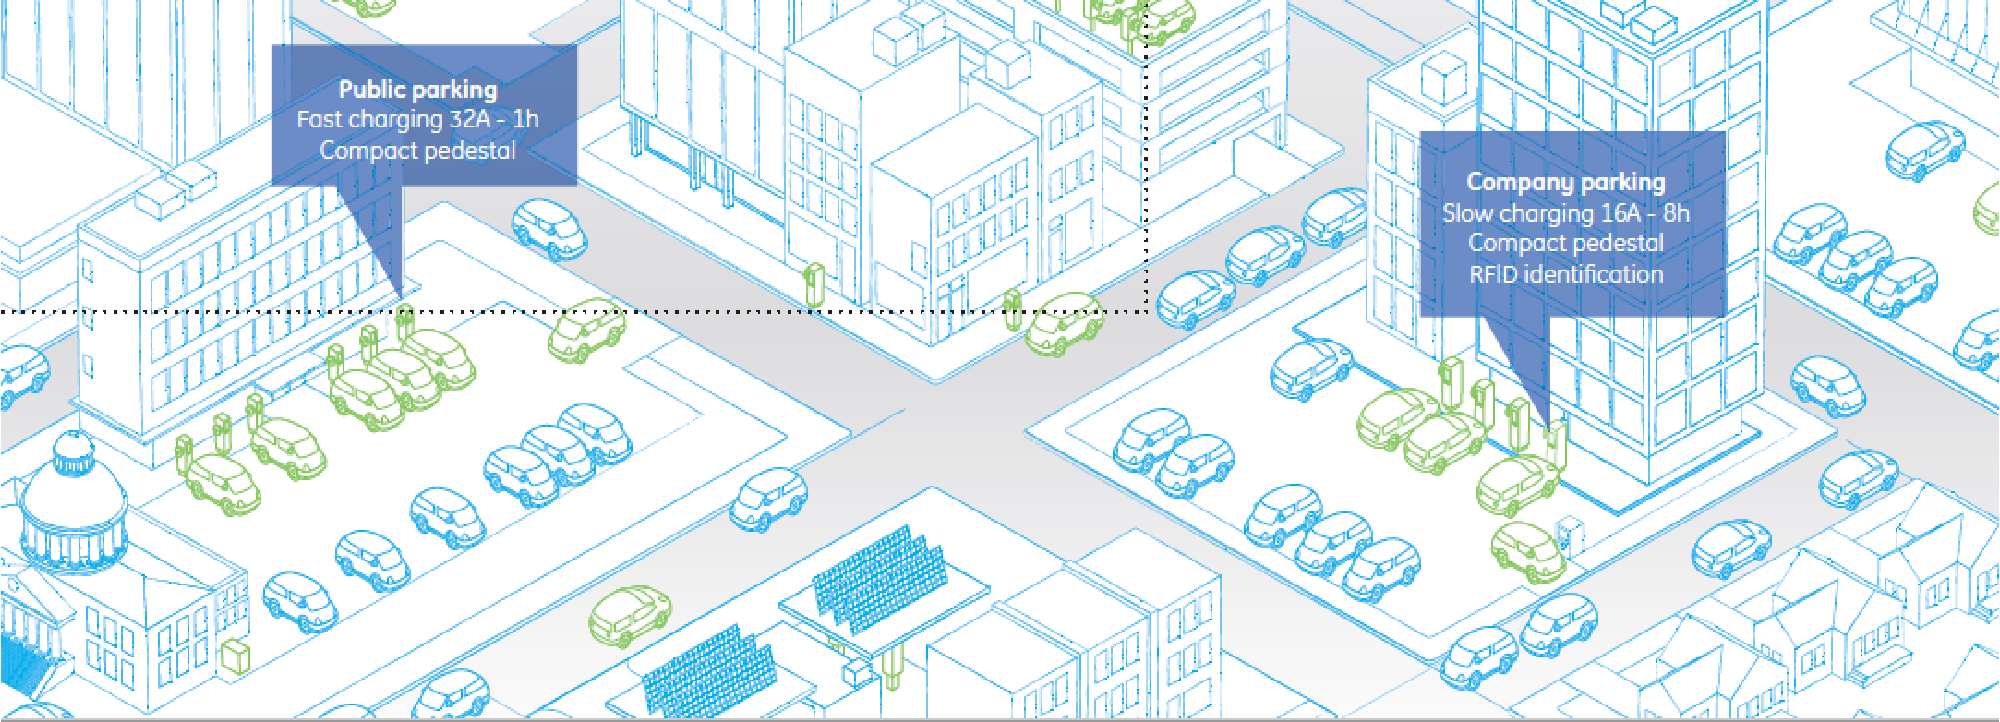 Public parking
Fast charging 32A - 1h
Compact pedestal
Company parking
Slow charging 16A - 8h
Compact pedestal
RFID identification